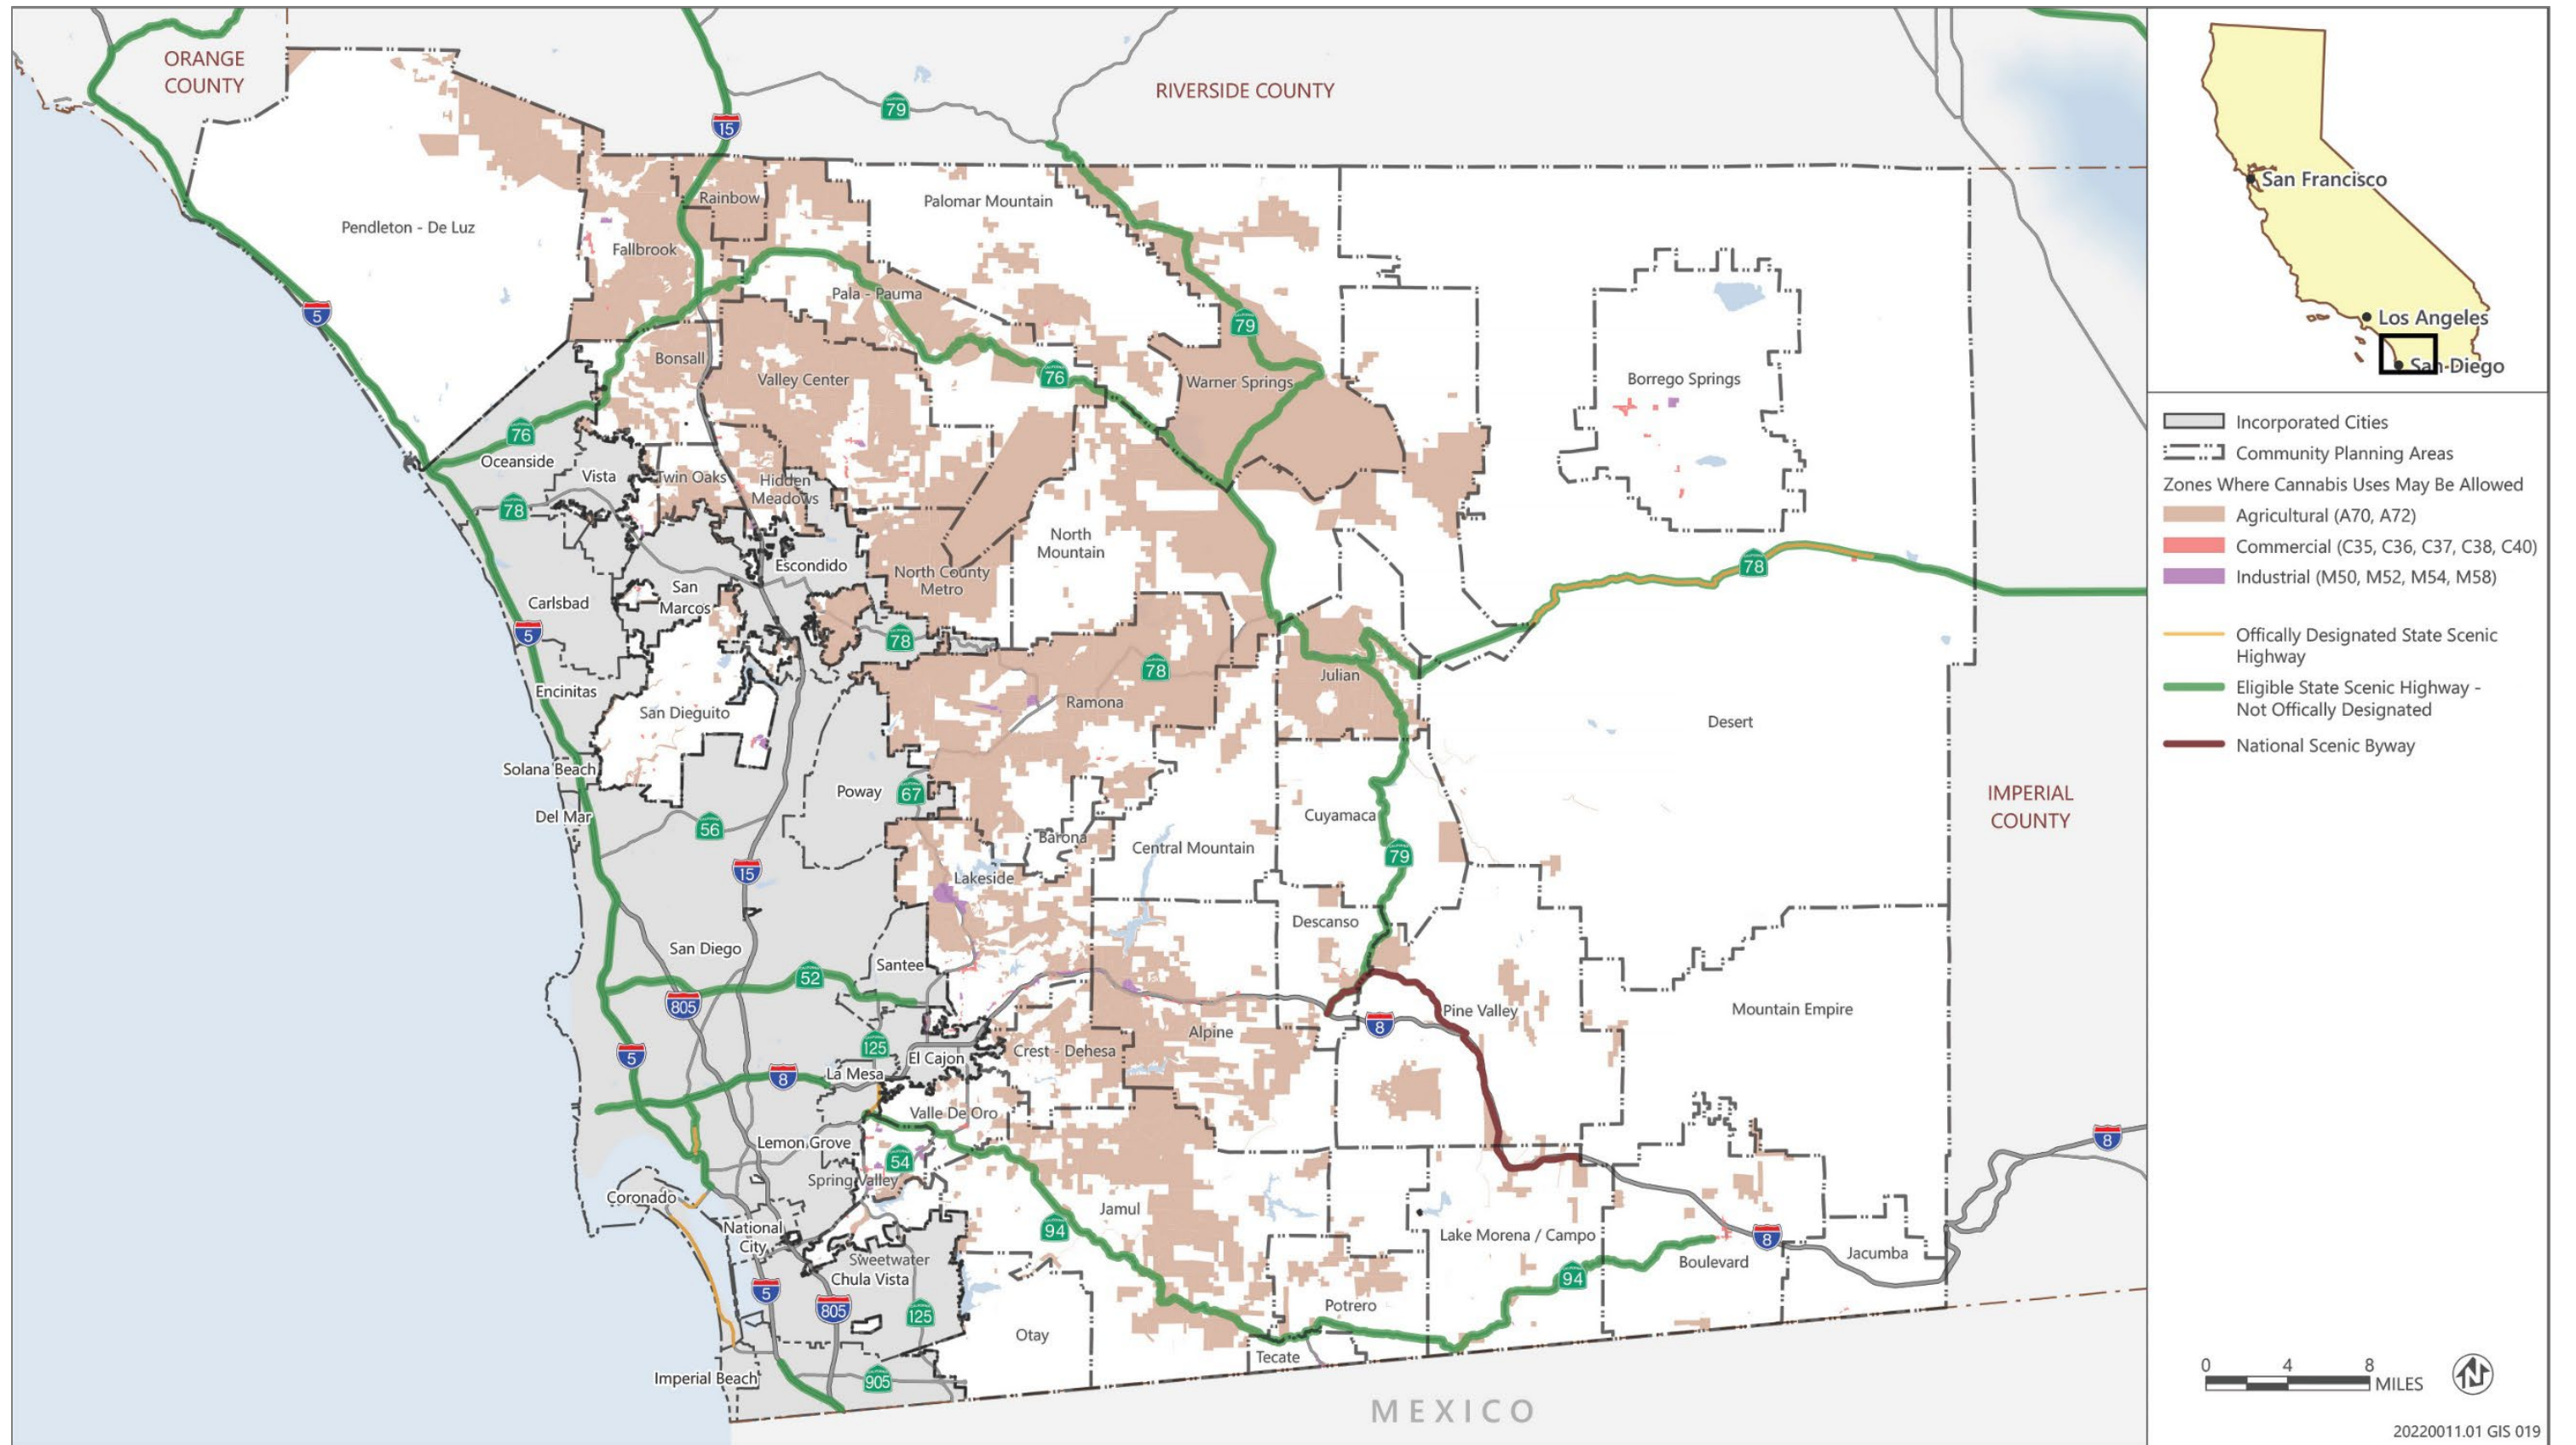 ORANGE
COUNTY
RIVERSIDE COUNTY
79
15
Rainbow
Palomar Mountain
Pendleton - De Luz
Fallbrook
Pala - Pauma
5
79
Bonsall
Valley Center
76
Warner Springs
Borrego Springs
76
Oceanside
Vista
Twin Oaks
Hidden
Meadows
78
North
Mountain
Escondido
78
North County
Metro
San
Marcos
Carlsbad
5
78
78
Julian
Encinitas
Ramona
San Dieguito
Desert
Solana Beach
Poway
67
IMPERIAL
COUNTY
Del Mar
56
Cuyamaca
Barona
Central Mountain
79
15
Lakeside
Descanso
San Diego
Santee
52
805
Pine Valley
Mountain Empire
8
Alpine
5
125
El Cajon
Crest - Dehesa
8
La Mesa
Valle De Oro
8
Lemon Grove
54
Spring Valley
Coronado
Jamul
National
City
94
Lake Morena / Campo
8
Sweetwater
Jacumba
Boulevard
Chula Vista
94
5
805
125
Potrero
Otay
Tecate
Imperial Beach
905
MEXICO
San Francisco
Los Angeles
San Diego
Incorporated Cities
Community Planning Areas
Zones Where Cannabis Uses May Be Allowed
Agricultural (A70, A72)
Commercial (C35, C36, C37, C38, C40)
Industrial (M50, M52, M54, M58)
Offically Designated State Scenic
Highway
Eligible State Scenic Highway -
Not Offically Designated
National Scenic Byway
0 4 8
MILES
N
20220011.01 GIS 019